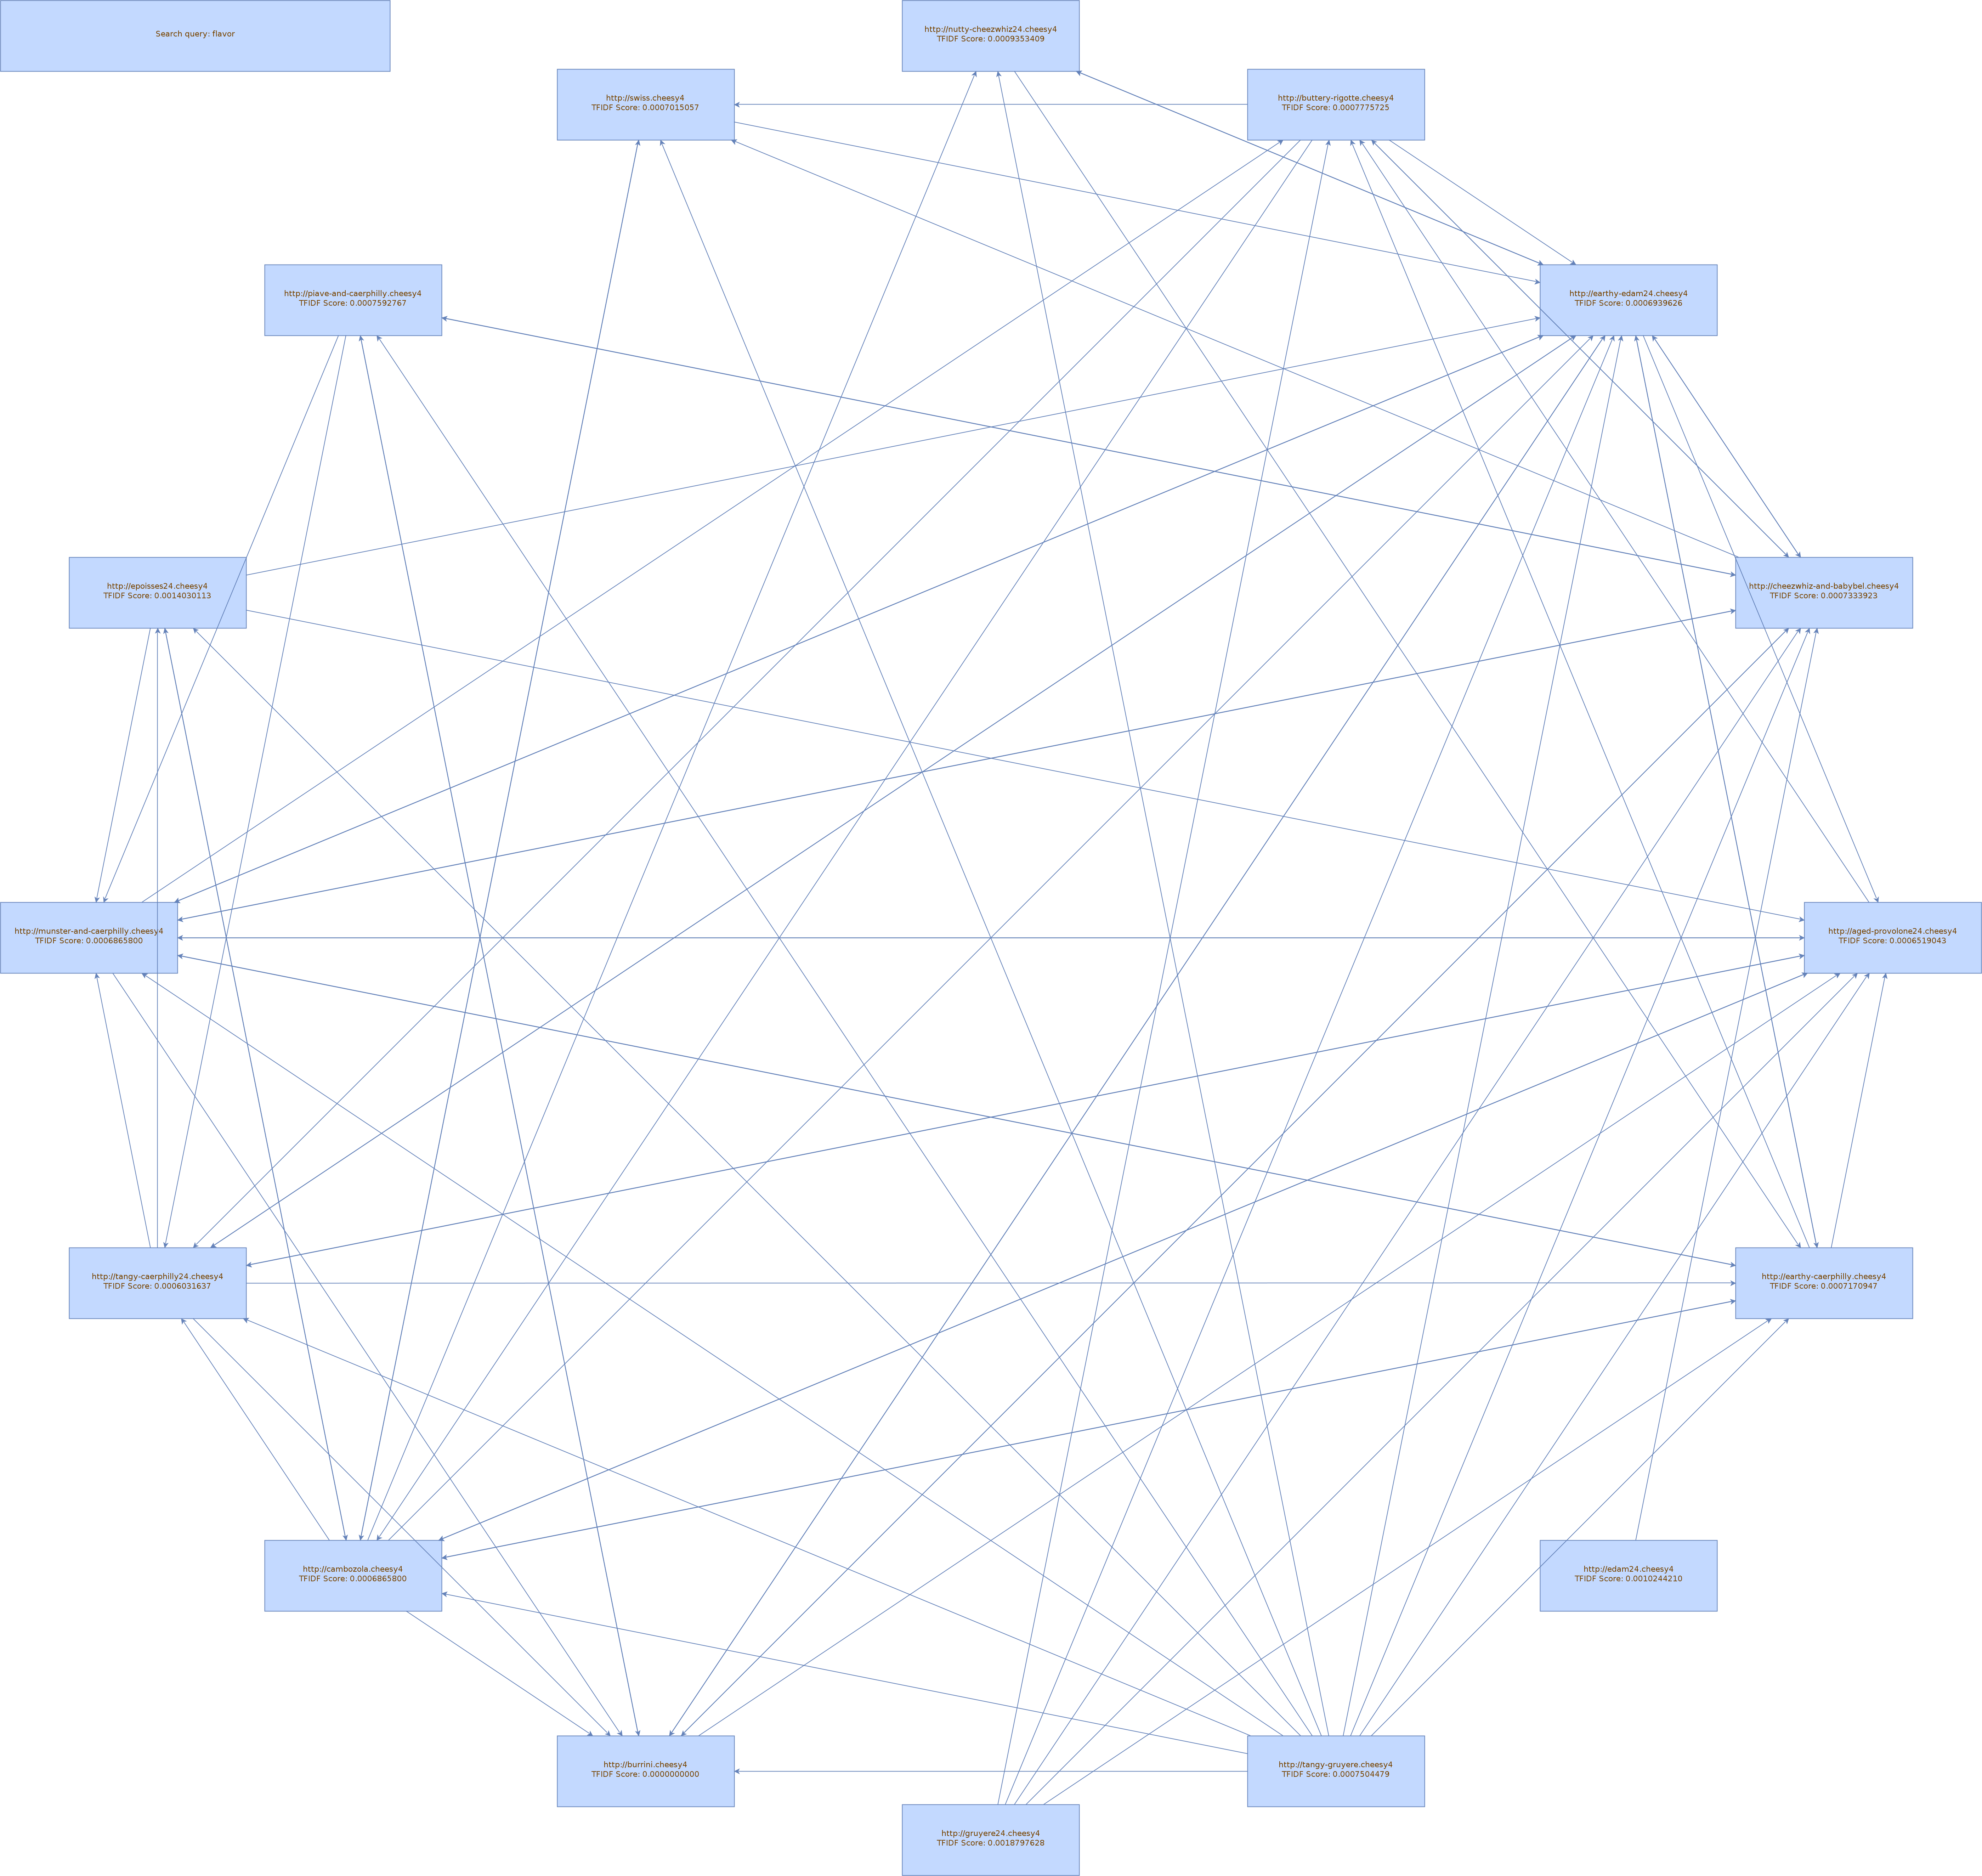 Search query: flavor
http://nutty-cheezwhiz24.cheesy4
TFIDF Score: 0.0009353409
http://swiss.cheesy4
TFIDF Score: 0.0007015057
http://buttery-rigotte.cheesy4
TFIDF Score: 0.0007775725
http://piave-and-caerphilly.cheesy4
TFIDF Score: 0.0007592767
http://earthy-edam24.cheesy4
TFIDF Score: 0.0006939626
http://epoisses24.cheesy4
TFIDF Score: 0.0014030113
http://cheezwhiz-and-babybel.cheesy4
TFIDF Score: 0.0007333923
http://munster-and-caerphilly.cheesy4
TFIDF Score: 0.0006865800
http://aged-provolone24.cheesy4
TFIDF Score: 0.0006519043
http://tangy-caerphilly24.cheesy4
TFIDF Score: 0.0006031637
http://earthy-caerphilly.cheesy4
TFIDF Score: 0.0007170947
http://cambozola.cheesy4
TFIDF Score: 0.0006865800
http://edam24.cheesy4
TFIDF Score: 0.0010244210
http://burrini.cheesy4
TFIDF Score: 0.0000000000
http://tangy-gruyere.cheesy4
TFIDF Score: 0.0007504479
http://gruyere24.cheesy4
TFIDF Score: 0.0018797628